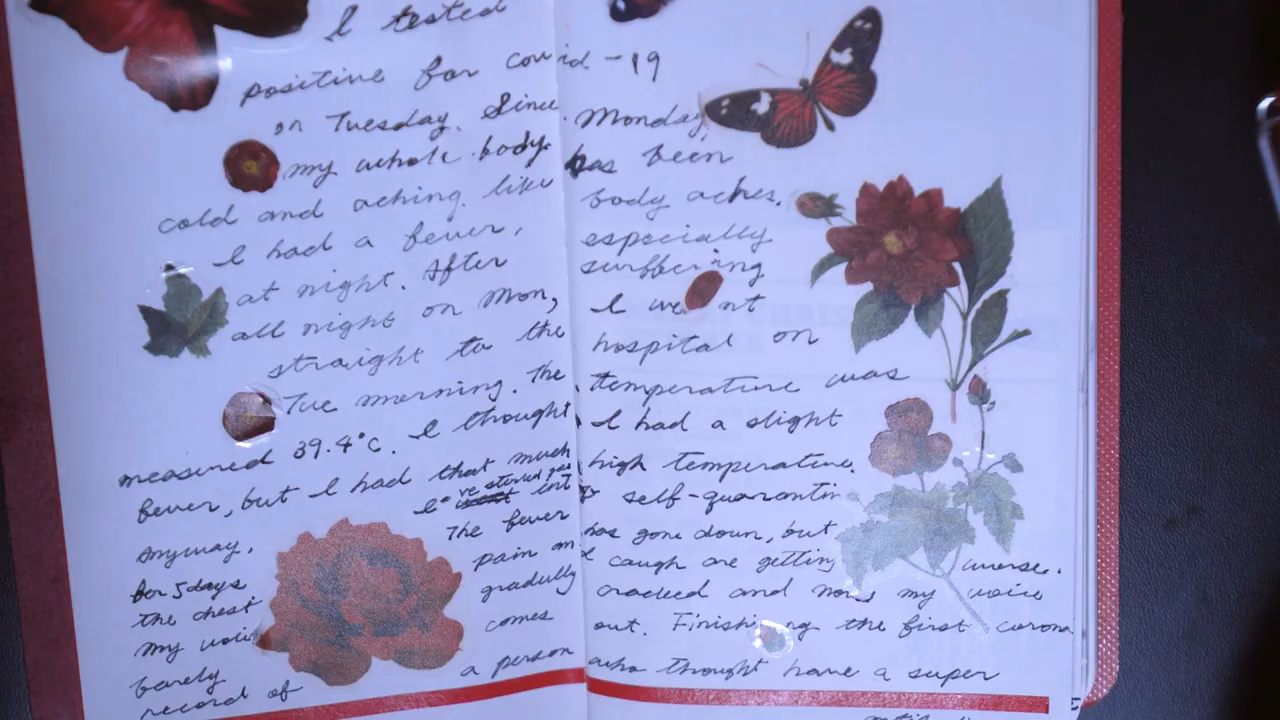 I tested
positive for covid-19
on Tuesday. Since Monday,
my whole body has been
cold and aching like body aches.
I had a fever, especially
at night. After suffering
all night on Mon, I went
straight to the hospital on
Tue morning. The temperature was
measured 39.4°C. I thought I had a slight
fever, but I had that much high temperature.
Anyway, I've started self-quarantin
for 5days The fever has gone down, but
the chest pain and cough are getting worse.
my voic gradually cracked and now, my voice
barely comes out. Finishing the first corona
record of a person who thought have a super